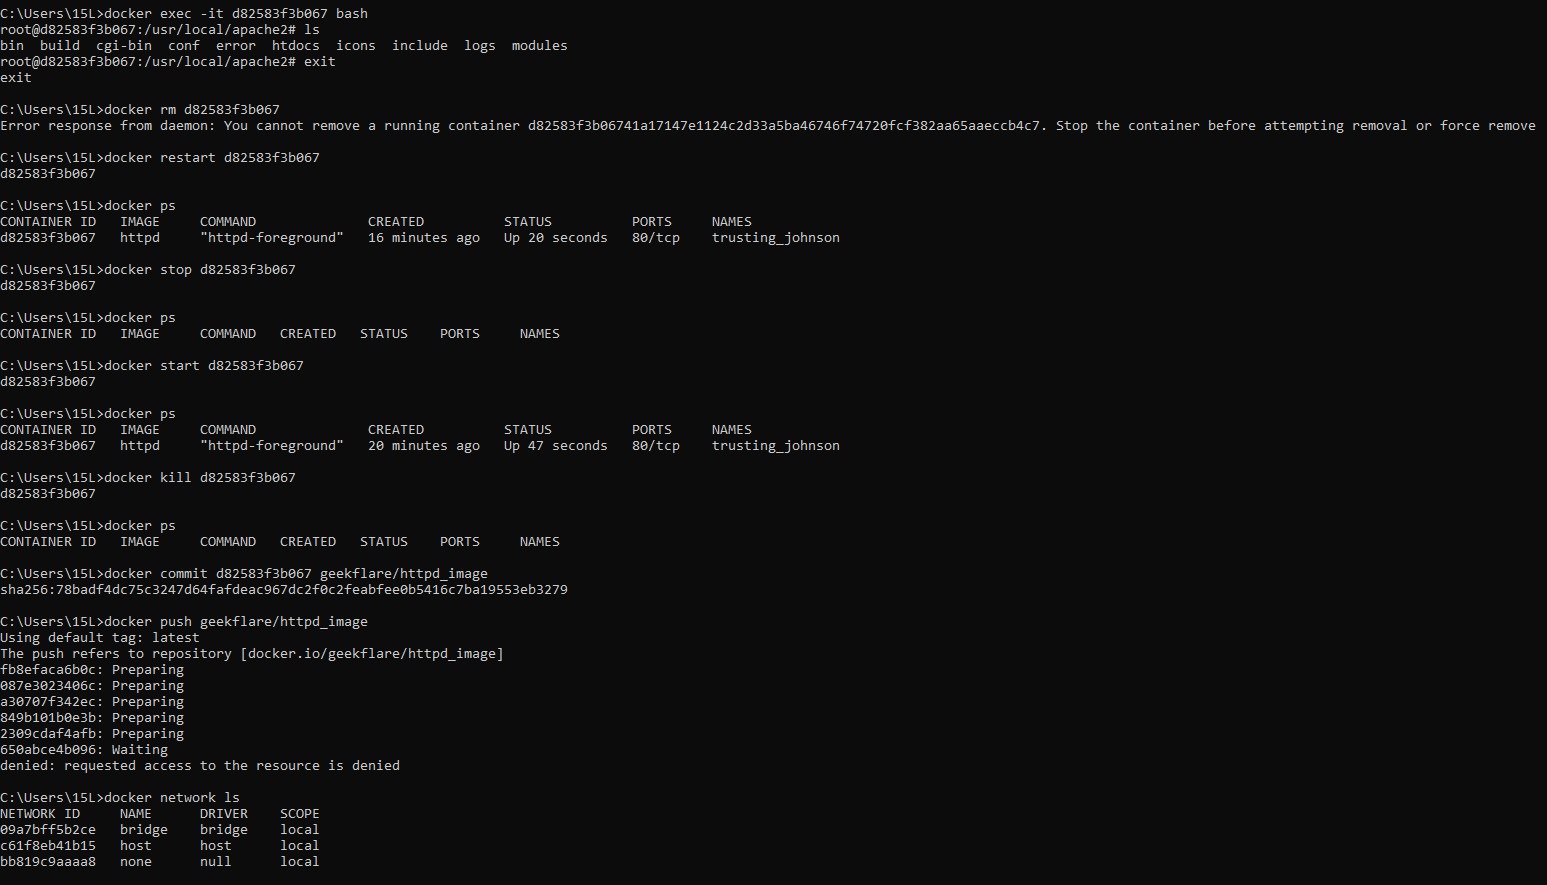 C:\Users\15L>docker exec -it d82583f3b067 bash
root@d82583f3b067:/usr/local/apache2# ls
bin  build  cgi-bin  conf  error  htdocs  icons  include  logs  modules
root@d82583f3b067:/usr/local/apache2# exit
exit
C:\Users\15L>docker rm d82583f3b067
Error response from daemon: You cannot remove a running container d82583f3b06741a17147e1124c2d33a5ba46746f74720fcf382aa65aaeccb4c7. Stop the container before attempting removal or force remove
C:\Users\15L>docker restart d82583f3b067
d82583f3b067
C:\Users\15L>docker ps
CONTAINER ID   IMAGE     COMMAND              CREATED          STATUS          PORTS     NAMES
d82583f3b067   httpd     "httpd-foreground"   16 minutes ago   Up 20 seconds   80/tcp    trusting_johnson
C:\Users\15L>docker stop d82583f3b067
d82583f3b067
C:\Users\15L>docker ps
CONTAINER ID   IMAGE     COMMAND   CREATED   STATUS    PORTS     NAMES
C:\Users\15L>docker start d82583f3b067
d82583f3b067
C:\Users\15L>docker ps
CONTAINER ID   IMAGE     COMMAND              CREATED          STATUS          PORTS     NAMES
d82583f3b067   httpd     "httpd-foreground"   20 minutes ago   Up 47 seconds   80/tcp    trusting_johnson
C:\Users\15L>docker kill d82583f3b067
d82583f3b067
C:\Users\15L>docker ps
CONTAINER ID   IMAGE     COMMAND   CREATED   STATUS    PORTS     NAMES
C:\Users\15L>docker commit d82583f3b067 geekflare/httpd_image
sha256:78badf4dc75c3247d64fafdeac967dc2f0c2feabfee0b5416c7ba19553eb3279
C:\Users\15L>docker push geekflare/httpd_image
Using default tag: latest
The push refers to repository [docker.io/geekflare/httpd_image]
fb8efaca6b0c: Preparing
087e3023406c: Preparing
a30707f342ec: Preparing
849b101b0e3b: Preparing
2309cdaf4afb: Preparing
650abce4b096: Waiting
denied: requested access to the resource is denied
C:\Users\15L>docker network ls
NETWORK ID     NAME      DRIVER    SCOPE
09a7bff5b2ce   bridge    bridge    local
c61f8eb41b15   host      host      local
bb819c9aaaa8   none      null      local